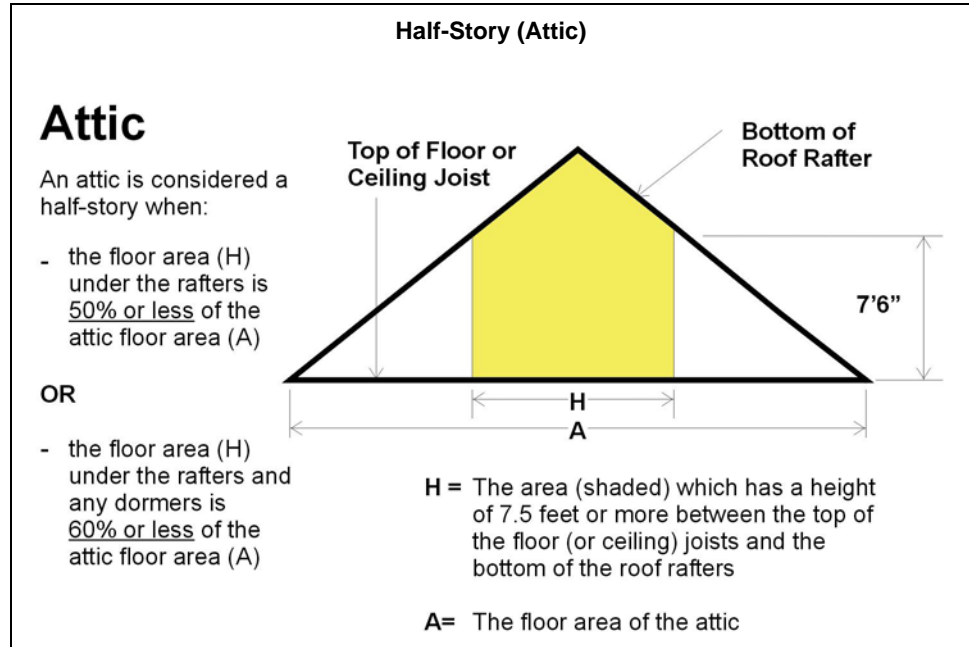 Half-Story (Attic)
Attic
An attic is considered a
half-story when:
- the floor area (H)
under the rafters is
50% or less of the
attic floor area (A)
OR
- the floor area (H)
under the rafters and
any dormers is
60% or less of the
attic floor area (A)
Top of Floor or
Ceiling Joist
Bottom of
Roof Rafter
7'6”
H
A
H = The area (shaded) which has a height
of 7.5 feet or more between the top of
the floor (or ceiling) joists and the
bottom of the roof rafters
A= The floor area of the attic